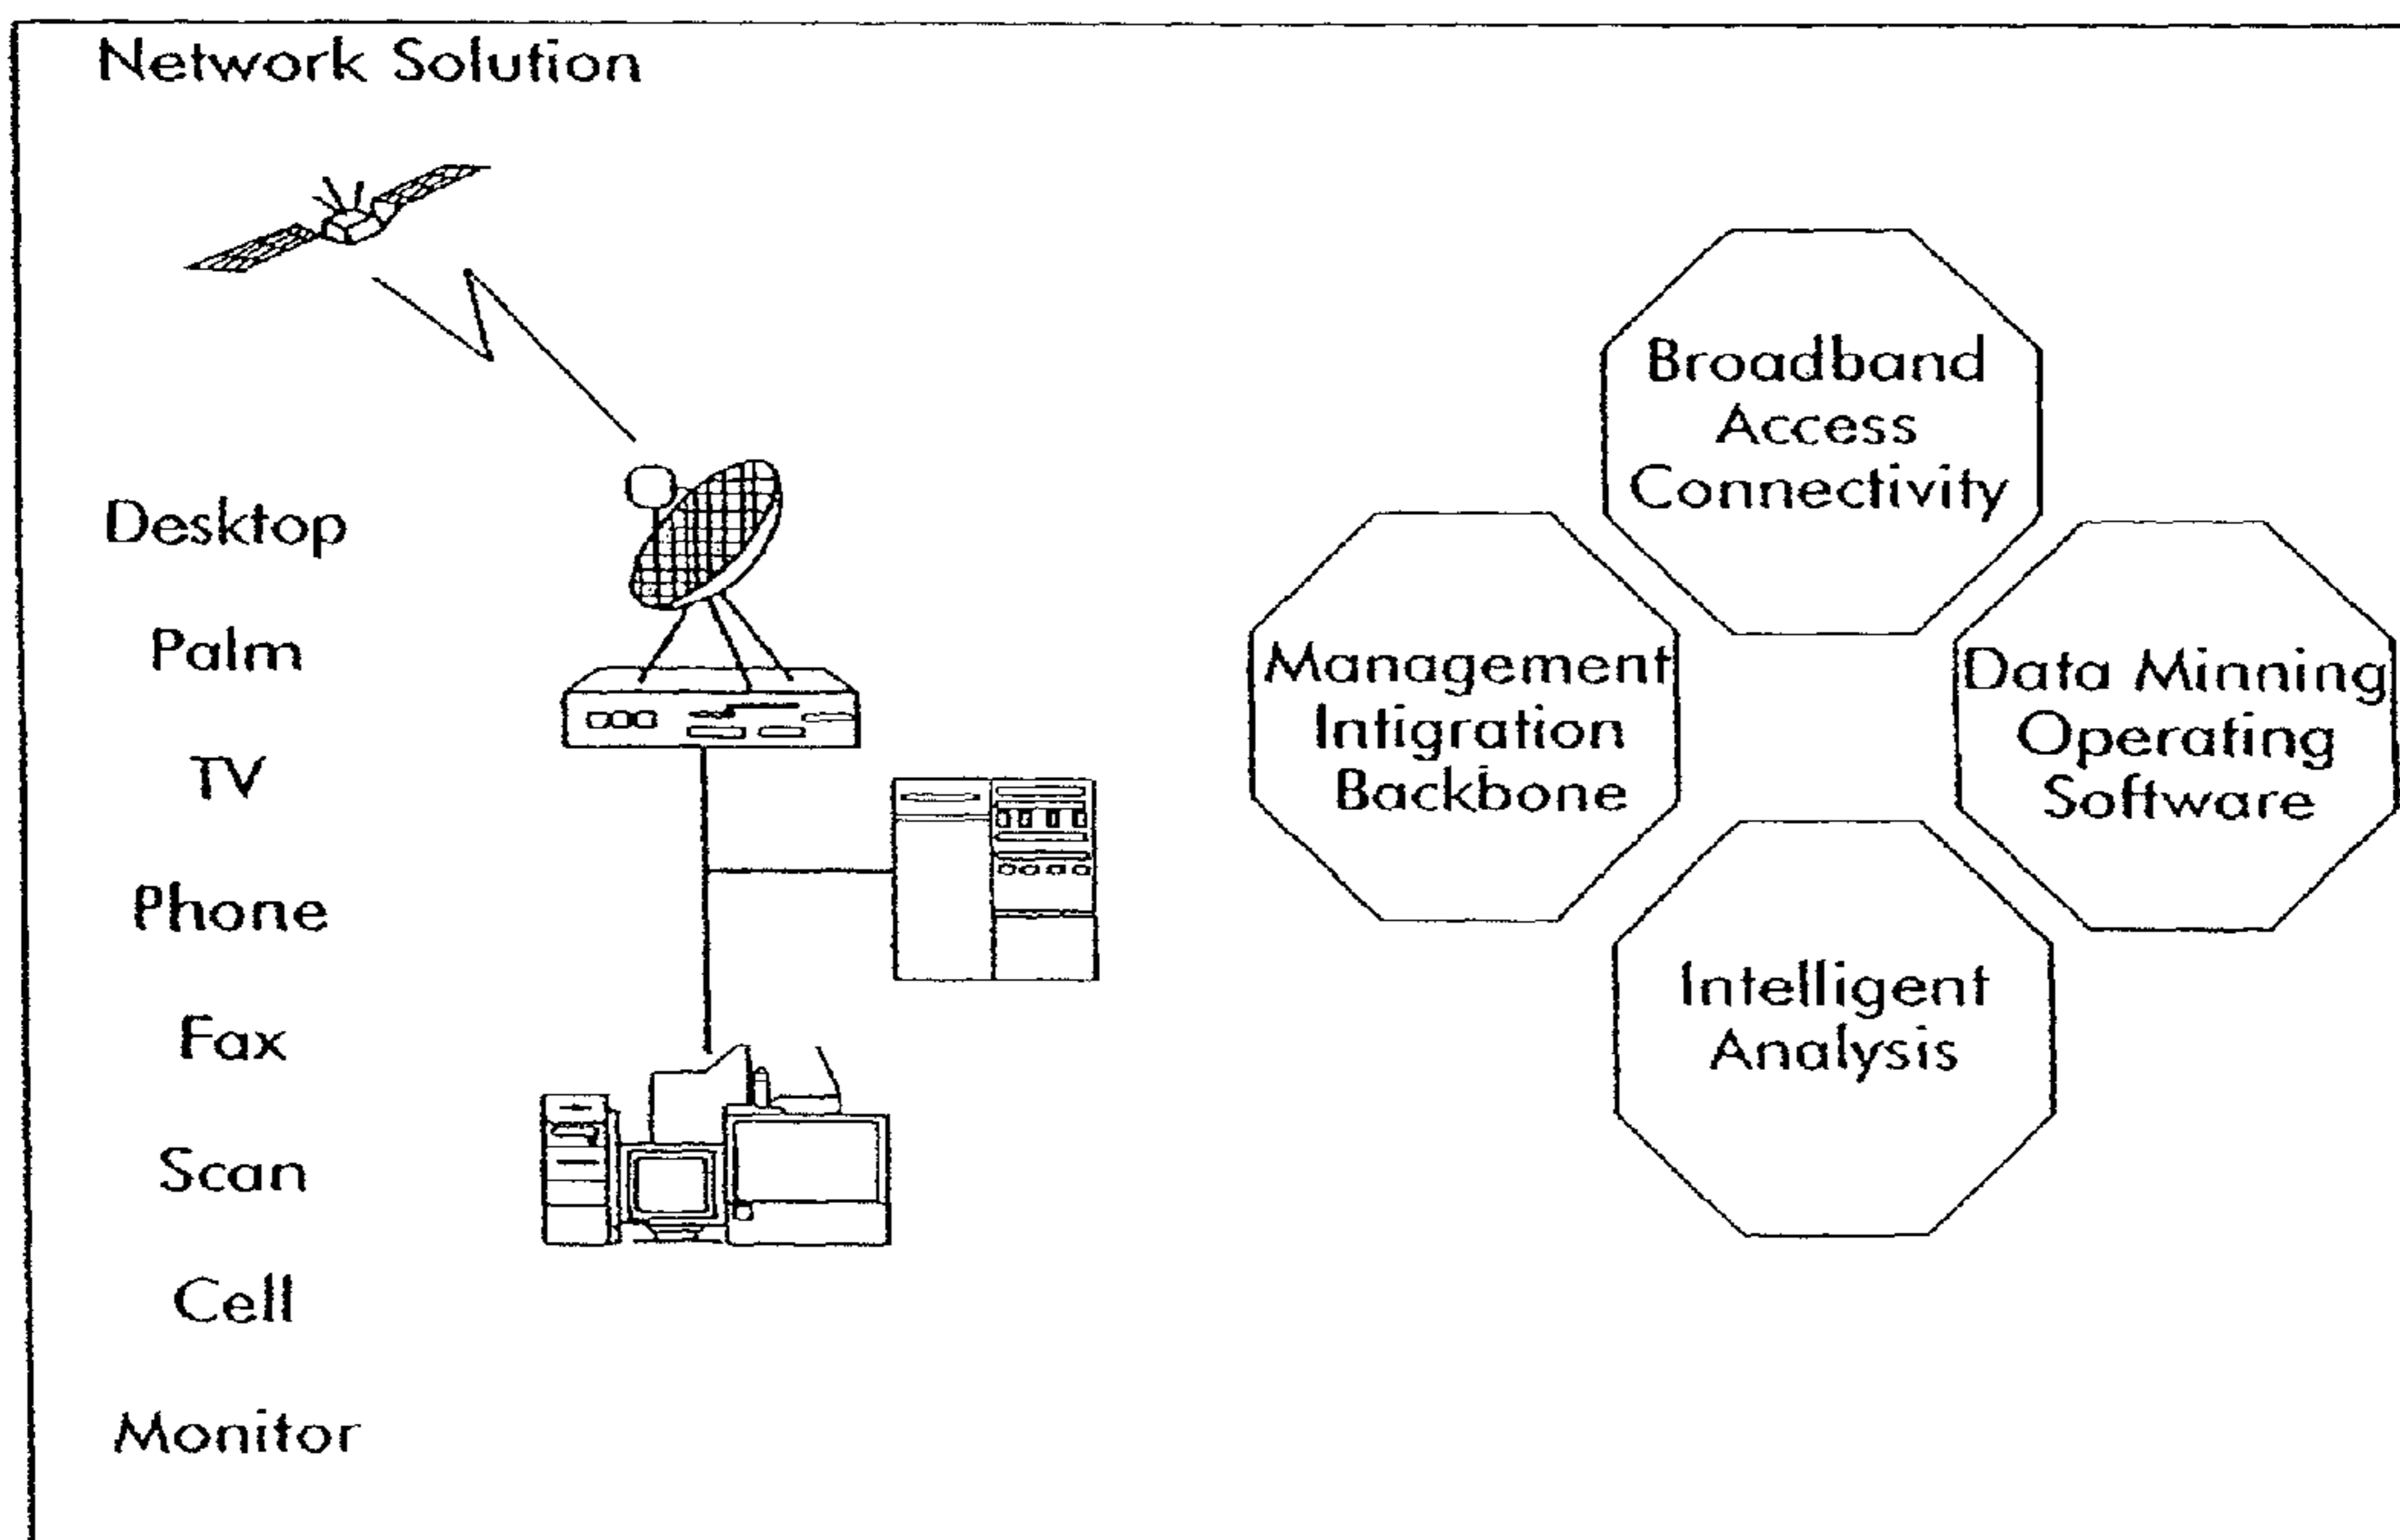 Network Solution
Desktop
Palm
TV
Phone
Fax
Scan
Cell
Monitor
Broadband
Access
Connectivity
Management
Intigration
Backbone
Data Minning
Operating
Software
Intelligent
Analysis